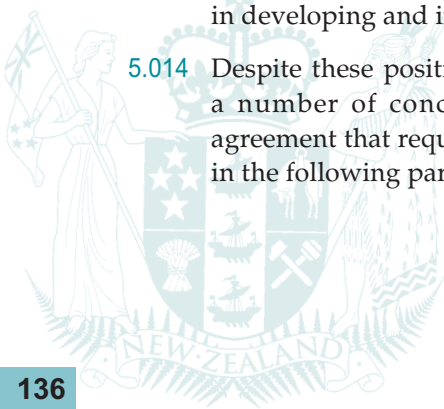 in developing and i
5.014 Despite these posit
a number of conc
agreement that requ
in the following par
NEW·ZEALAND
136